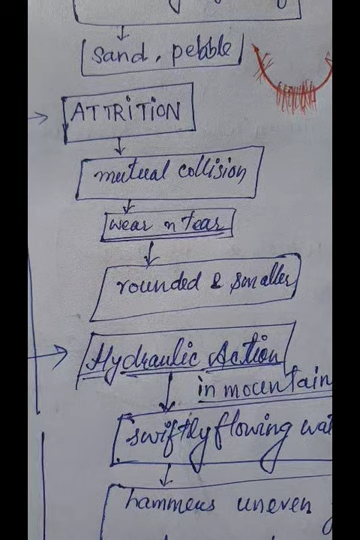 sand, pebble
ATTRITION
mutual collision
wear n tear
rounded & smaller
Hydraulic Action
in mountain
swiftly flowing
hammers uneven